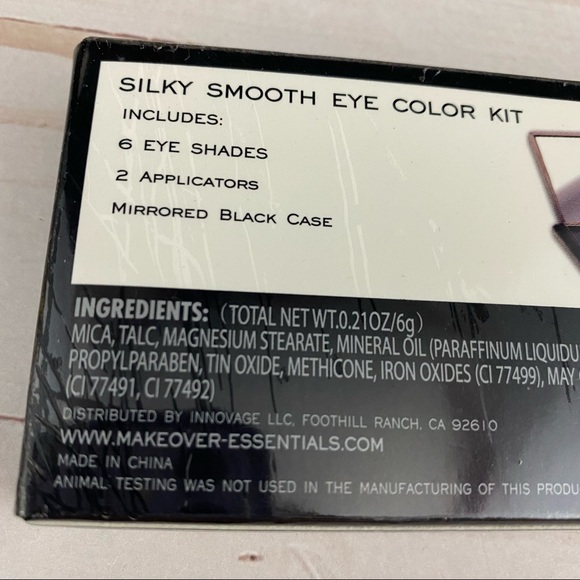 SILKY SMOOTH EYE COLOR KIT
INCLUDES:
6 EYE SHADES
2 APPLICATORS
MIRRORED BLACK CASE
INGREDIENTS: (TOTAL NET WT.0.21OZ/6g)
MICA, TALC, MAGNESIUM STEARATE, MINERAL OIL (PARAFFINUM LIQUIDU
PROPYLPARABEN, TIN OXIDE, METHICONE, IRON OXIDES (CI 77499), MAY
(CI 77491, CI 77492)
DISTRIBUTED BY INNOVAGE LLC, FOOTHILL RANCH, CA 92610
WWW.MAKEOVER-ESSENTIALS.COM
MADE IN CHINA
ANIMAL TESTING WAS NOT USED IN THE MANUFACTURING OF THIS PRODU